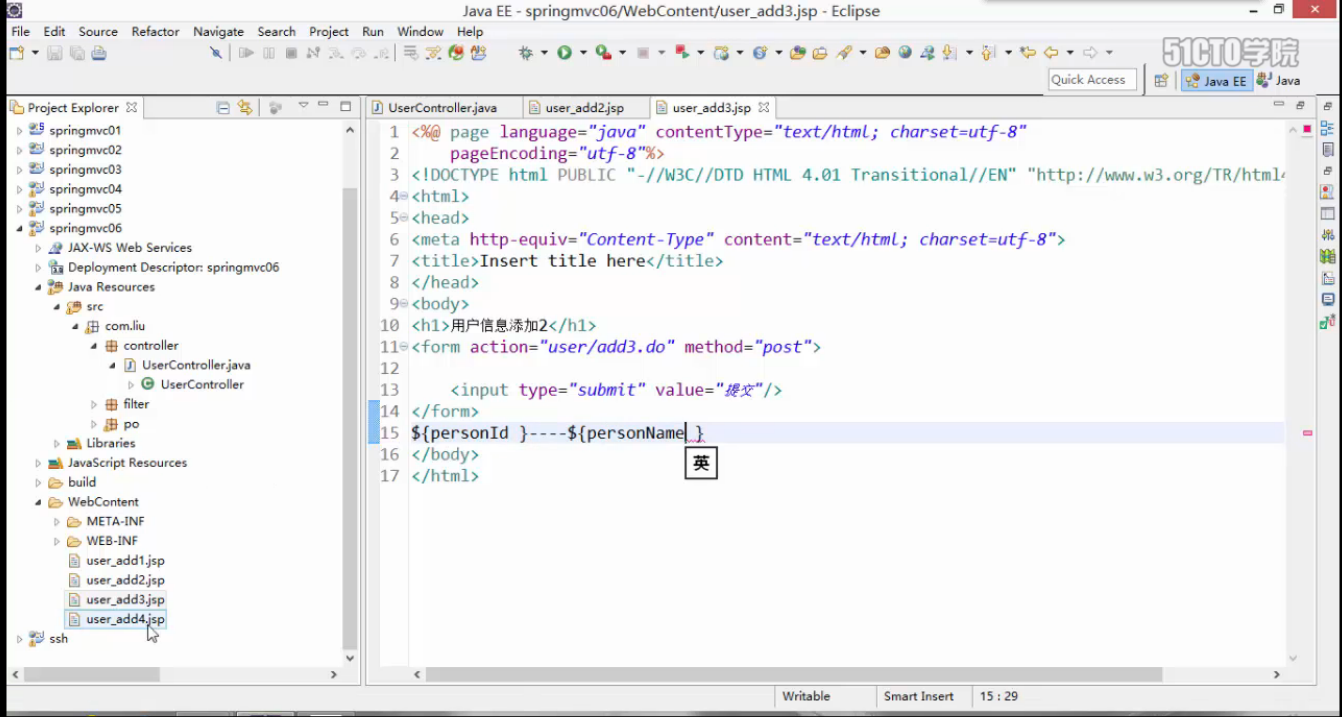 Java EE - springmvc06/WebContent/user_add3.jsp - Eclipse
File Edit Source Refactor Navigate Search Project Run Window Help
51CTO学院
Quick Access Java EE Java
Project Explorer
springmvc01
springmvc02
springmvc03
springmvc04
springmvc05
springmvc06
JAX-WS Web Services
Deployment Descriptor: springmvc06
Java Resources
src
com.liu
controller
UserController.java
UserController
filter
po
Libraries
JavaScript Resources
build
WebContent
META-INF
WEB-INF
user_add1.jsp
user_add2.jsp
user_add3.jsp
user_add4.jsp
ssh
UserController.java user_add2.jsp user_add3.jsp
1 <%@ page language="java" contentType="text/html; charset=utf-8"
2 pageEncoding="utf-8"%>
3 <!DOCTYPE html PUBLIC "-//W3C//DTD HTML 4.01 Transitional//EN" "http://www.w3.org/TR/html4
4 <html>
5 <head>
6 <meta http-equiv="Content-Type" content="text/html; charset=utf-8">
7 <title>Insert title here</title>
8 </head>
9 <body>
10 <h1>用户信息添加2</h1>
11 <form action="user/add3.do" method="post">
12
13 <input type="submit" value="提交"/>
14 </form>
15 ${personId }----${personName }
16 </body>
17 </html>
英
Writable Smart Insert 15 : 29